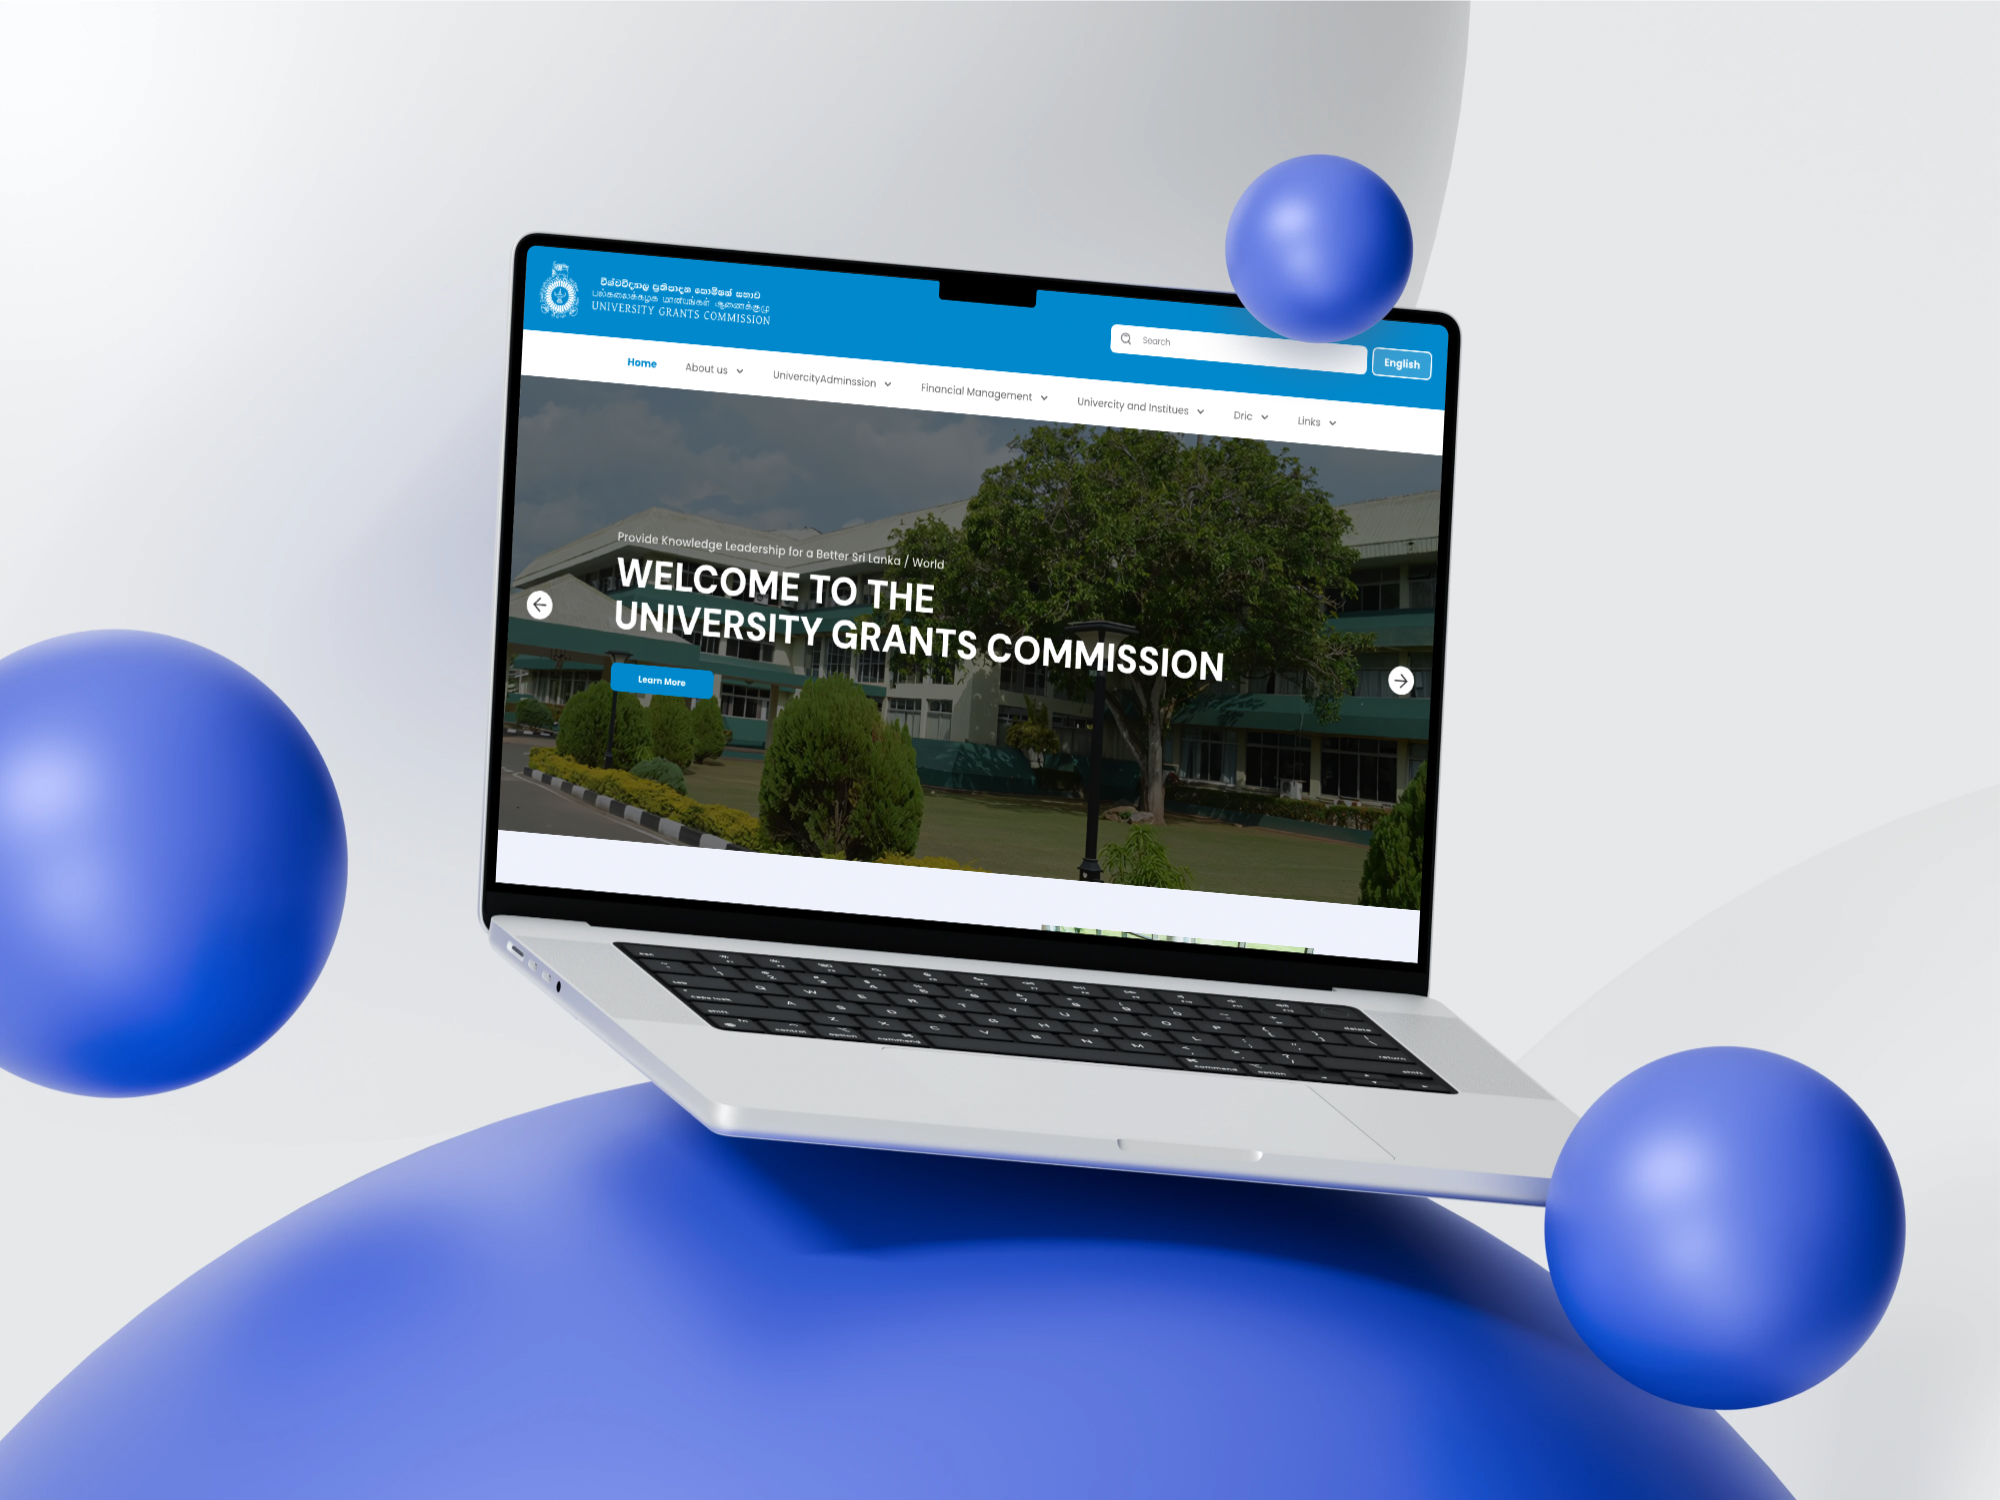 විශ්වවිද්‍යාල ප්‍රතිපාදන කොමිෂන් සභාව
பல்கலைக்கழக மானியங்கள் ஆணைக்குழு
UNIVERSITY GRANTS COMMISSION
Search
English
Home
About us
UnivercityAdminssion
Financial Management
Univercity and Institues
Dric
Links
Provide Knowledge Leadership for a Better Sri Lanka / World
WELCOME TO THE
UNIVERSITY GRANTS COMMISSION
Learn More